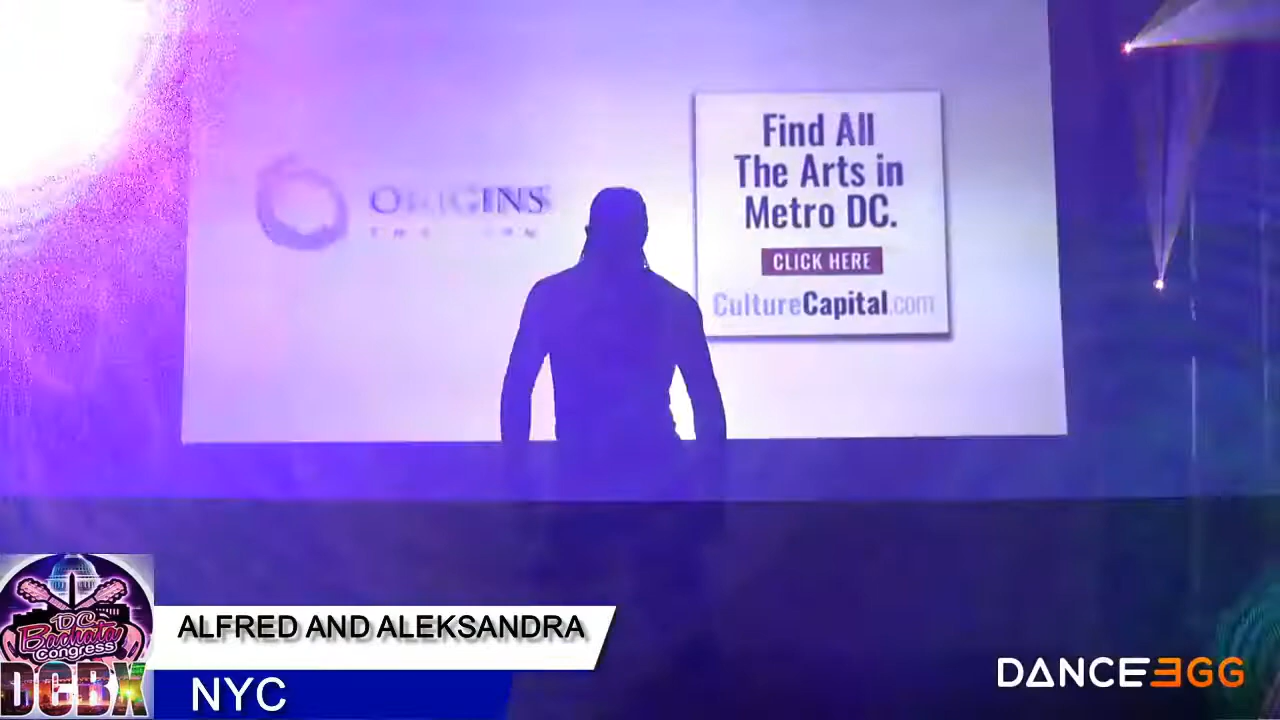 ORIGINS
Find All
The Arts in
Metro DC.
CLICK HERE
CultureCapital.com
DC
Bachata
Congress
DCBX
ALFRED AND ALEKSANDRA
NYC
DANCEEGG